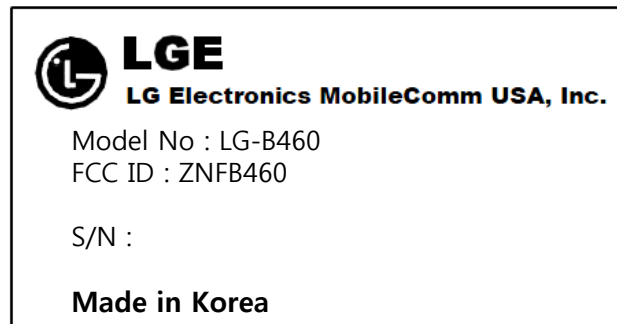 LGE
LG Electronics MobileComm USA, Inc.
Model No : LG-B460
FCC ID : ZNFB460
S/N :
Made in Korea